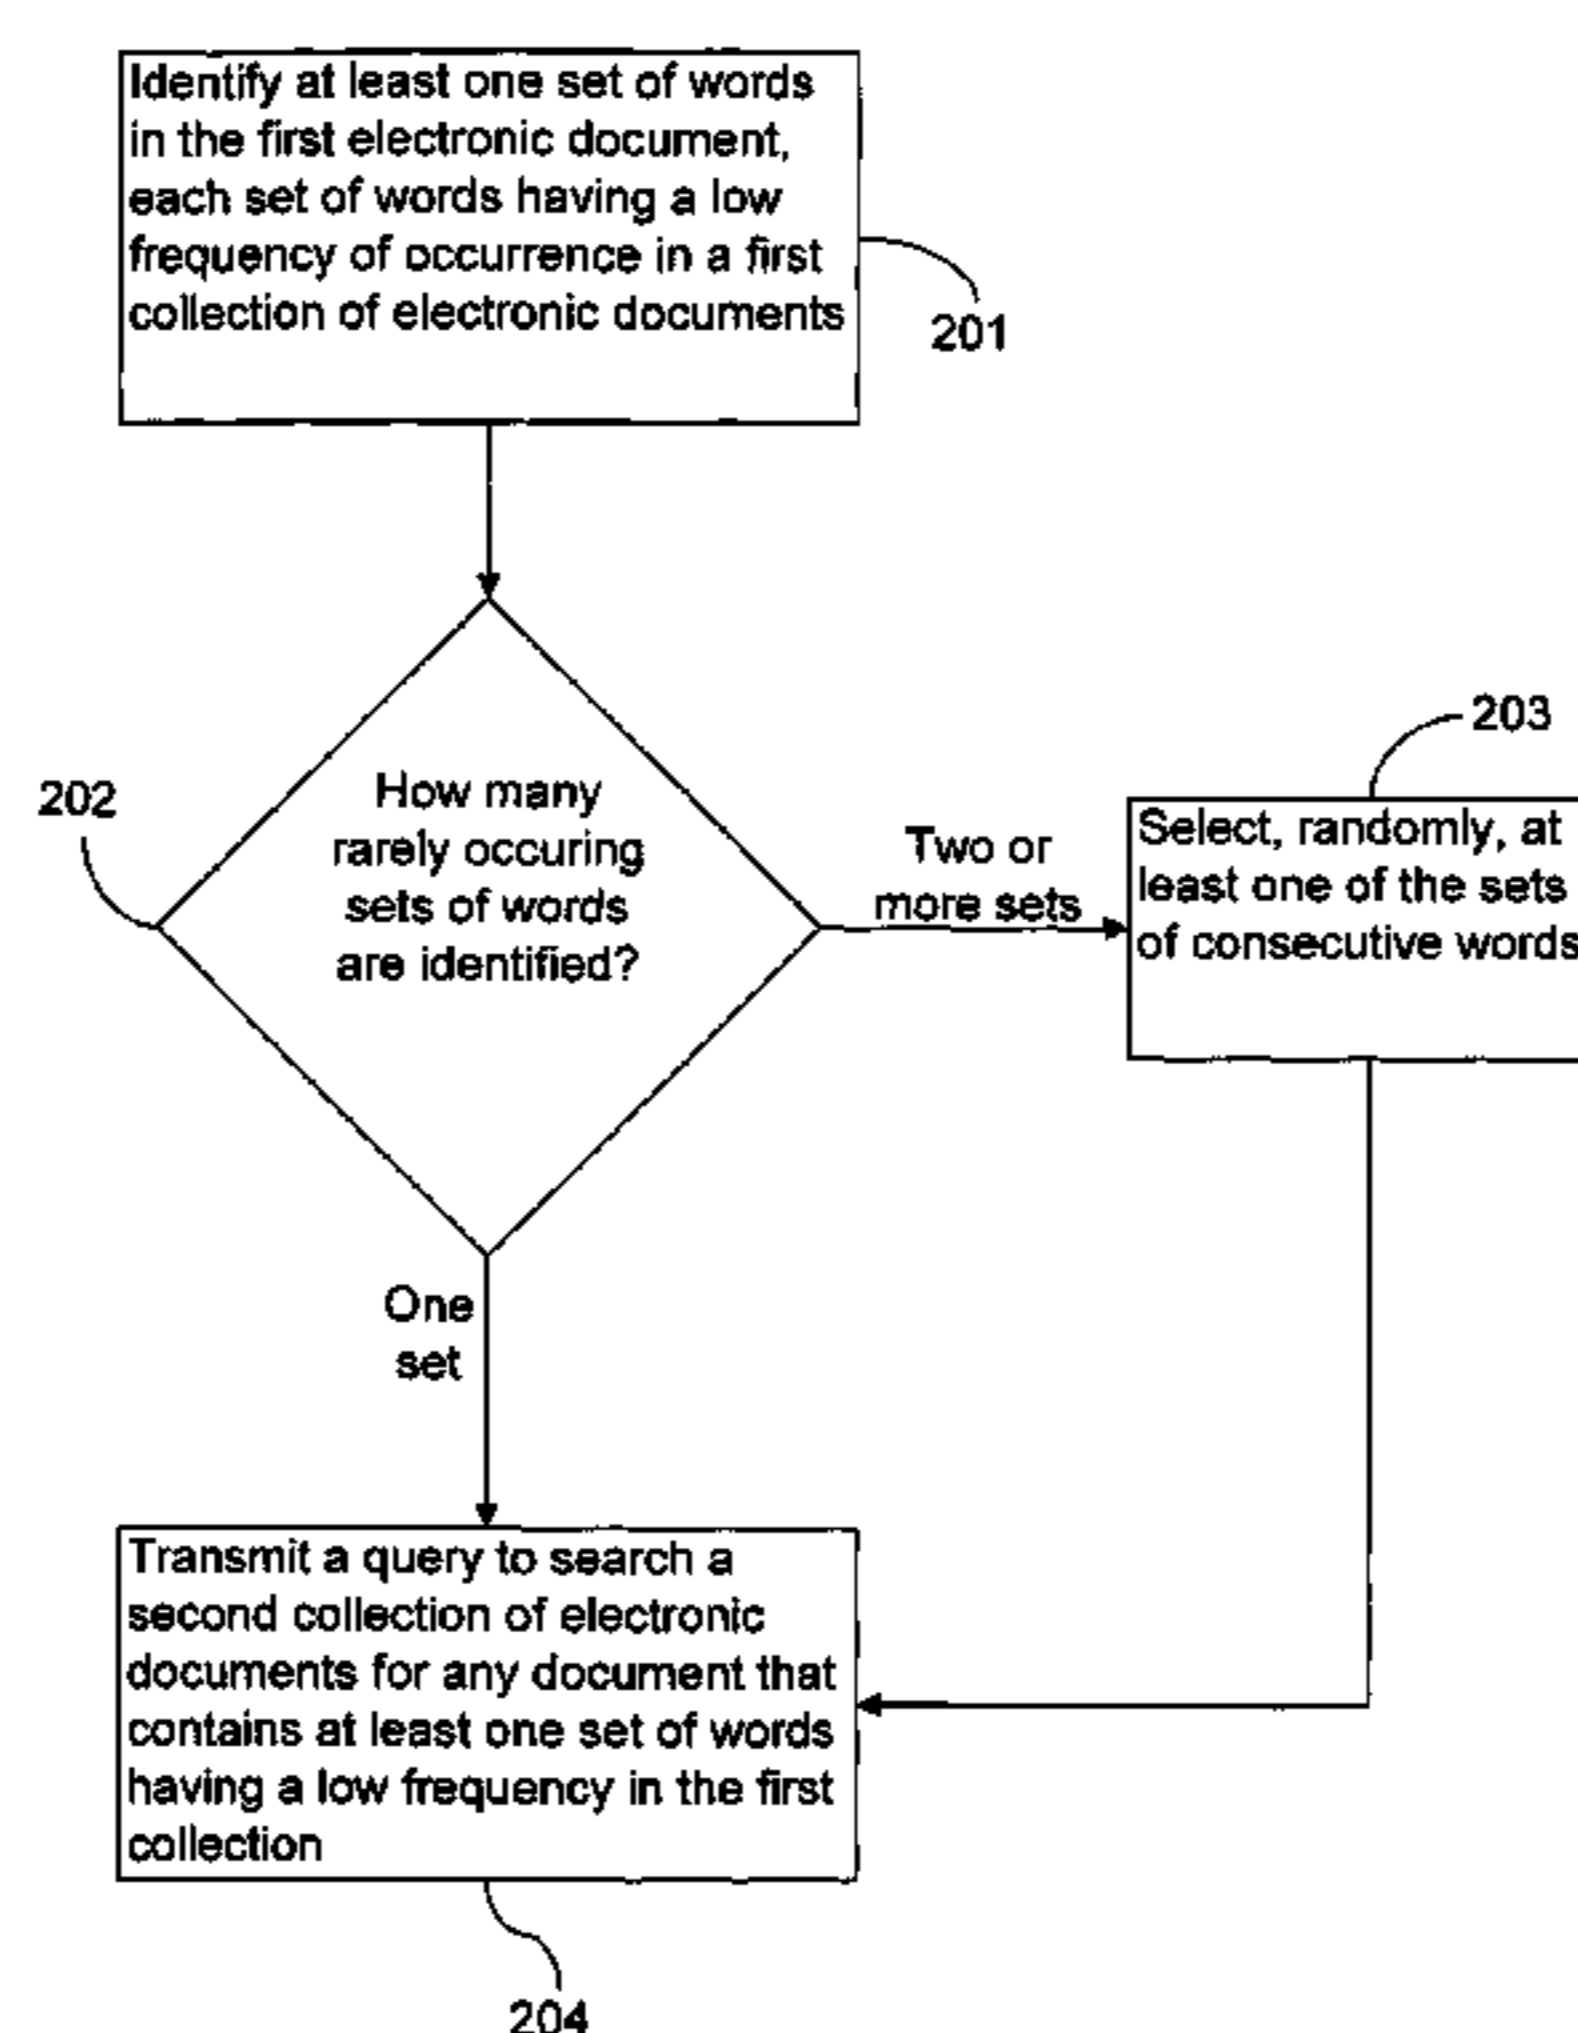 Identify at least one set of words
in the first electronic document,
each set of words having a low
frequency of occurrence in a first
collection of electronic documents
201
202
How many
rarely occuring
sets of words
are identified?
Two or
more sets
203
Select, randomly, at
least one of the sets
of consecutive words
One
set
Transmit a query to search a
second collection of electronic
documents for any document that
contains at least one set of words
having a low frequency in the first
collection
204